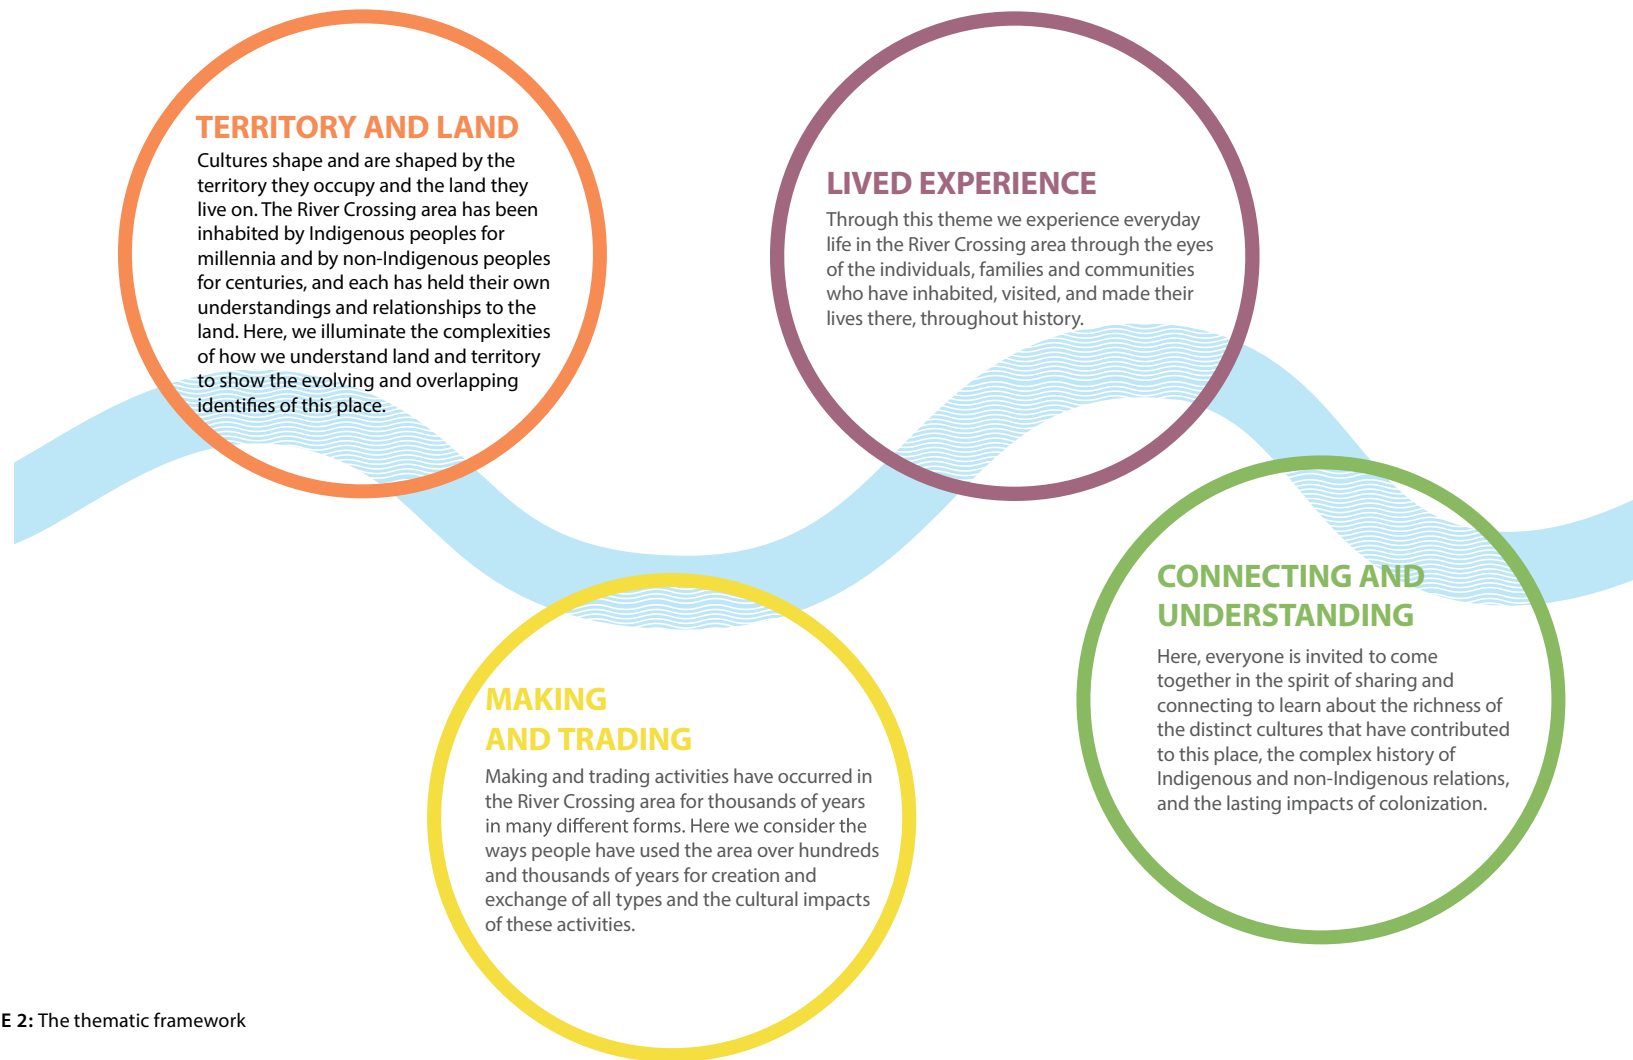 TERRITORY AND LAND
Cultures shape and are shaped by the
territory they occupy and the land they
live on. The River Crossing area has been
inhabited by Indigenous peoples for
millennia and by non-Indigenous peoples
for centuries, and each has held their own
understandings and relationships to the
land. Here, we illuminate the complexities
of how we understand land and territory
to show the evolving and overlapping
identifies of this place.
LIVED EXPERIENCE
Through this theme we experience everyday
life in the River Crossing area through the eyes
of the individuals, families and communities
who have inhabited, visited, and made their
lives there, throughout history.
MAKING
AND TRADING
Making and trading activities have occurred in
the River Crossing area for thousands of years
in many different forms. Here we consider the
ways people have used the area over hundreds
and thousands of years for creation and
exchange of all types and the cultural impacts
of these activities.
CONNECTING AND
UNDERSTANDING
Here, everyone is invited to come
together in the spirit of sharing and
connecting to learn about the richness of
the distinct cultures that have contributed
to this place, the complex history of
Indigenous and non-Indigenous relations,
and the lasting impacts of colonization.
E 2: The thematic framework